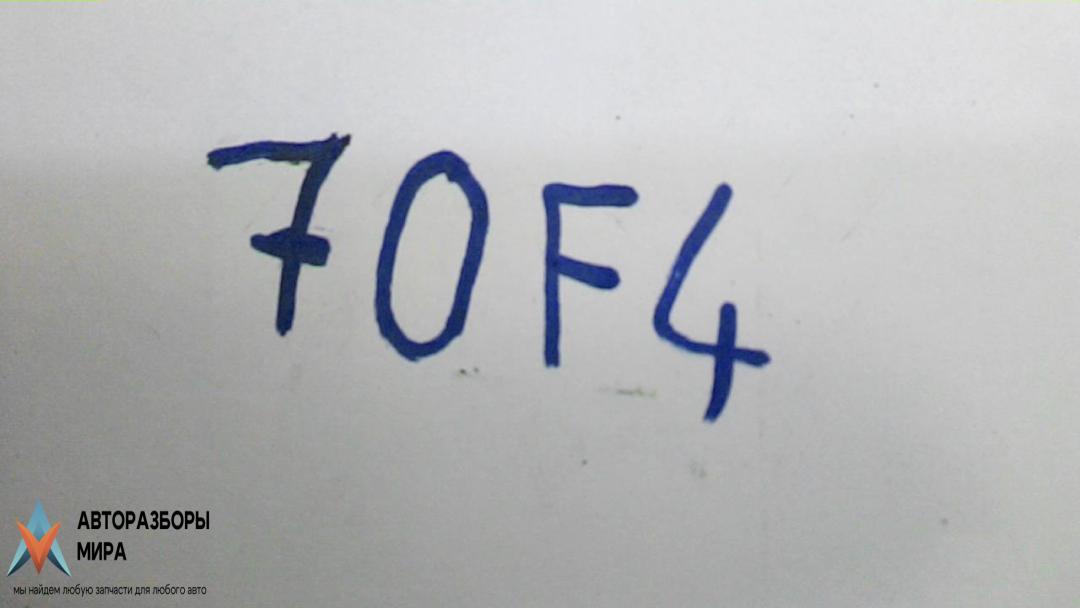 70F4
АВТОРАЗБОРЫ
МИРА
мы найдем любую запчасти для любого авто